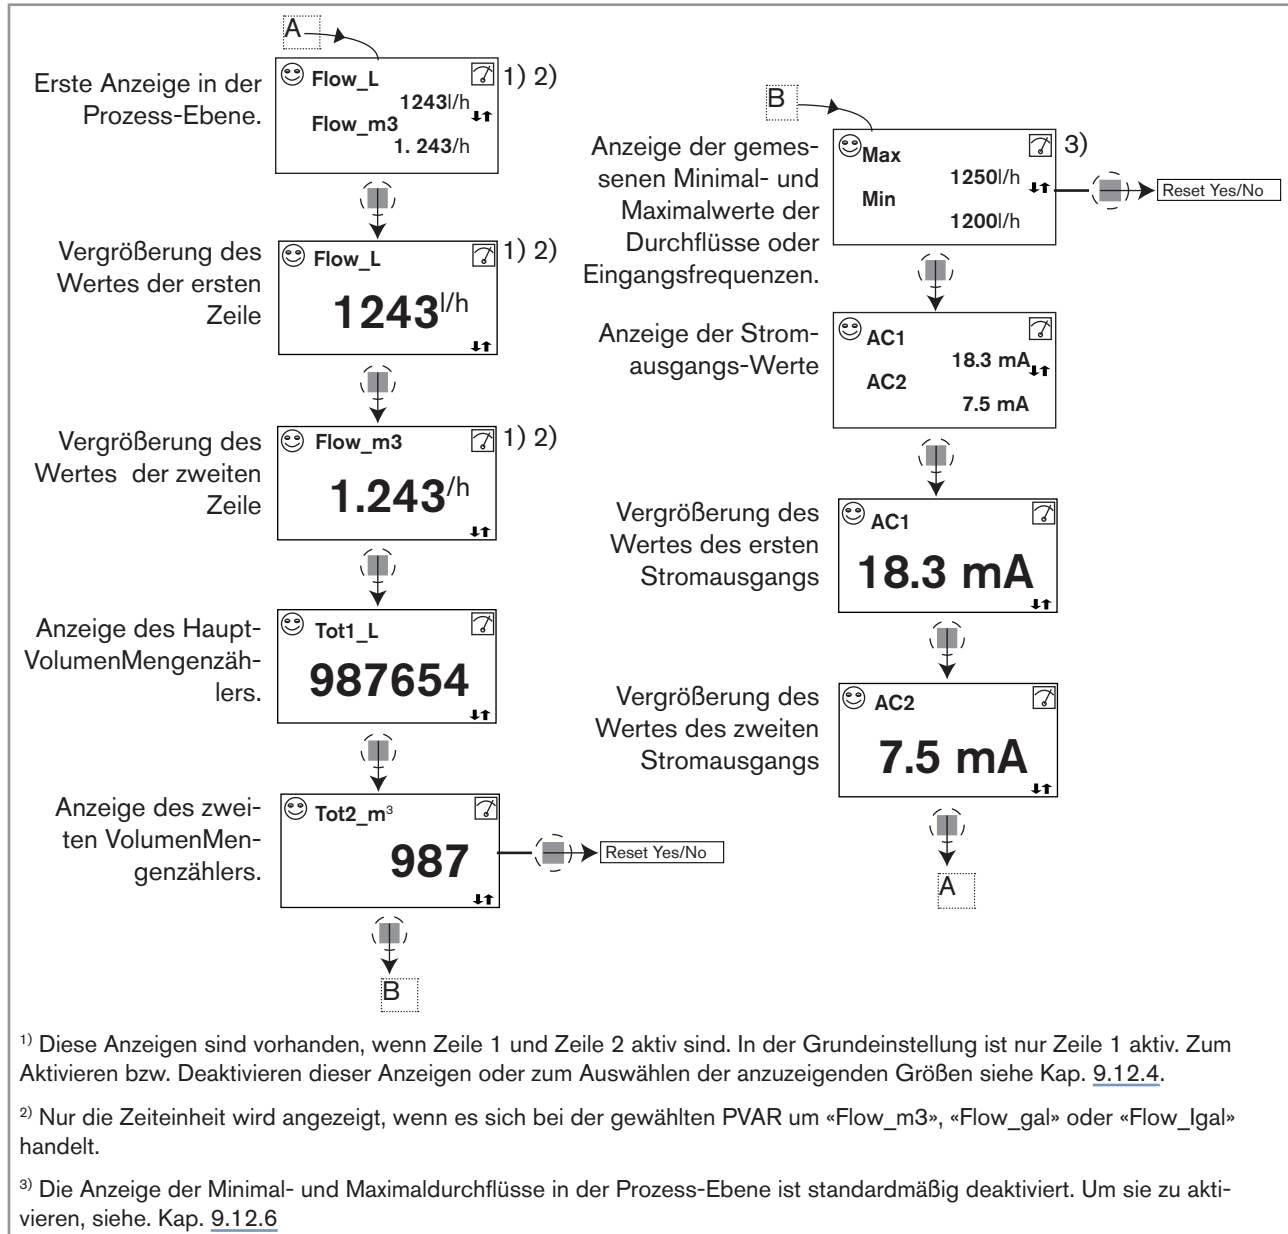 A
Erste Anzeige in der
Prozess-Ebene.
Flow_L
1243l/h
Flow_m3
1. 243/h
1) 2)
Vergrößerung des
Wertes der ersten
Zeile
Flow_L
1243l/h
1) 2)
Vergrößerung des
Wertes der zweiten
Zeile
Flow_m3
1.243/h
1) 2)
Anzeige des Haupt-
VolumenMengenzäh-
lers.
Tot1_L
987654
Anzeige des zwei-
ten VolumenMen-
genzählers.
Tot2_m³
987
Reset Yes/No
B
B
Anzeige der gemes-
senen Minimal- und
Maximalwerte der
Durchflüsse oder
Eingangsfrequenzen.
Max
1250l/h
Min
1200l/h
3)
Reset Yes/No
Anzeige der Strom-
ausgangs-Werte
AC1
18.3 mA
AC2
7.5 mA
Vergrößerung des
Wertes des ersten
Stromausgangs
AC1
18.3 mA
Vergrößerung des
Wertes des zweiten
Stromausgangs
AC2
7.5 mA
A
1) Diese Anzeigen sind vorhanden, wenn Zeile 1 und Zeile 2 aktiv sind. In der Grundeinstellung ist nur Zeile 1 aktiv. Zum
Aktivieren bzw. Deaktivieren dieser Anzeigen oder zum Auswählen der anzuzeigenden Größen siehe Kap. 9.12.4.
2) Nur die Zeiteinheit wird angezeigt, wenn es sich bei der gewählten PVAR um «Flow_m3», «Flow_gal» oder «Flow_Igal»
handelt.
3) Die Anzeige der Minimal- und Maximaldurchflüsse in der Prozess-Ebene ist standardmäßig deaktiviert. Um sie zu akti-
vieren, siehe. Kap. 9.12.6